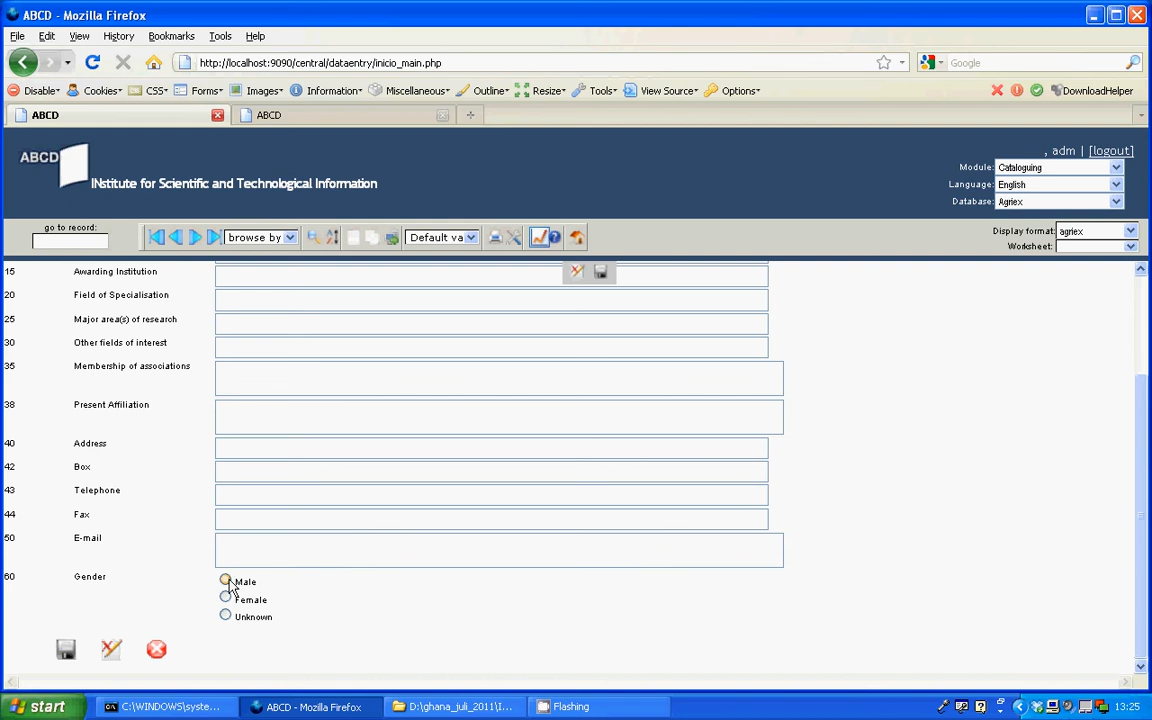 ABCD - Mozilla Firefox
File Edit View History Bookmarks Tools Help
http://localhost:9090/central/dataentry/inicio_main.php
Google
Disable Cookies CSS Forms Images Information Miscellaneous Outline Resize Tools View Source Options DownloadHelper
ABCD ABCD
, adm | [logout]
ABCD
INstitute for Scientific and Technological Information
Module: Cataloguing
Language: English
Database: Agriex
go to record:
browse by
Default va
Display format: agriex
Worksheet:
15 Awarding Institution
20 Field of Specialisation
25 Major area(s) of research
30 Other fields of interest
35 Membership of associations
38 Present Affiliation
40 Address
42 Box
43 Telephone
44 Fax
50 E-mail
60 Gender
Male
Female
Unknown
start C:\WINDOWS\syste... ABCD - Mozilla Firefox D:\ghana_juli_2011\I... Flashing 13:25